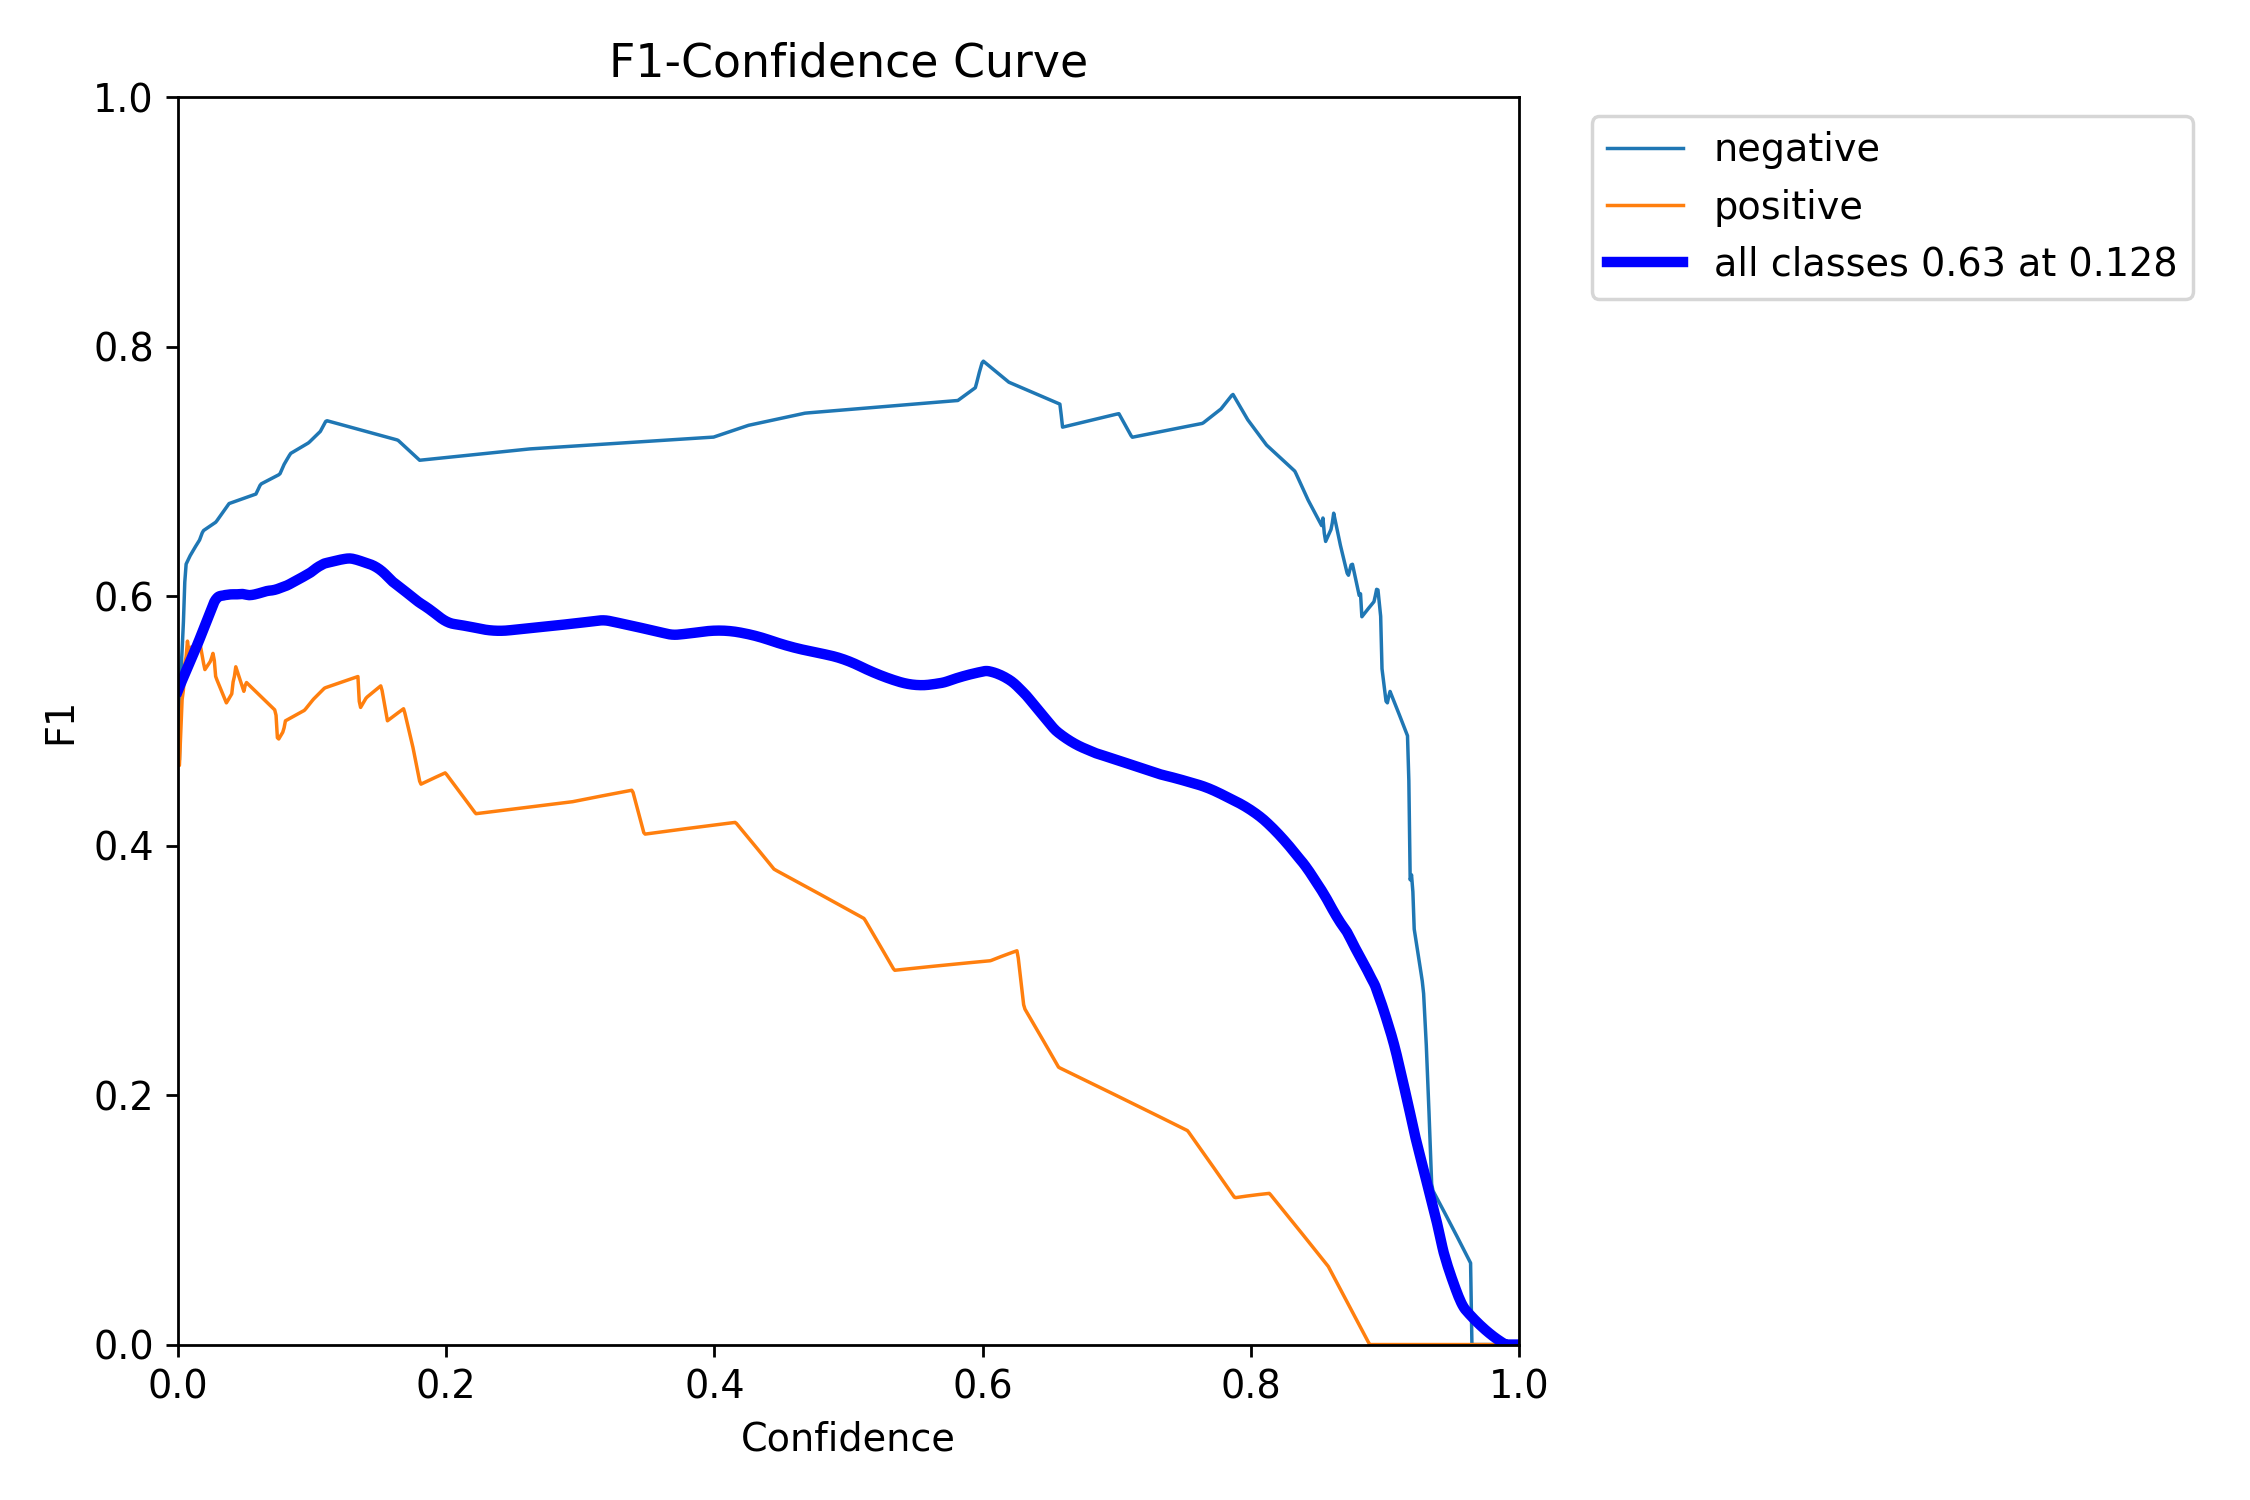 F1-Confidence Curve
1.0
0.8
0.6
0.4
0.2
0.0
F1
0.0 0.2 0.4 0.6 0.8 1.0
Confidence
negative
positive
all classes 0.63 at 0.128